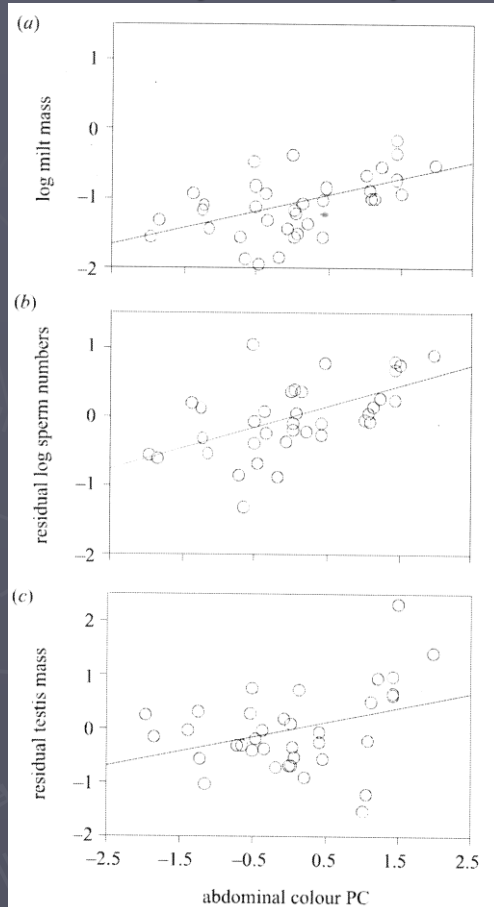 (a)
1
0
−1
−2
log milt mass
(b)
1
0
−1
−2
residual log sperm numbers
(c)
2
1
0
−1
−2
residual testis mass
−2.5 −1.5 −0.5 0.5 1.5 2.5
abdominal colour PC